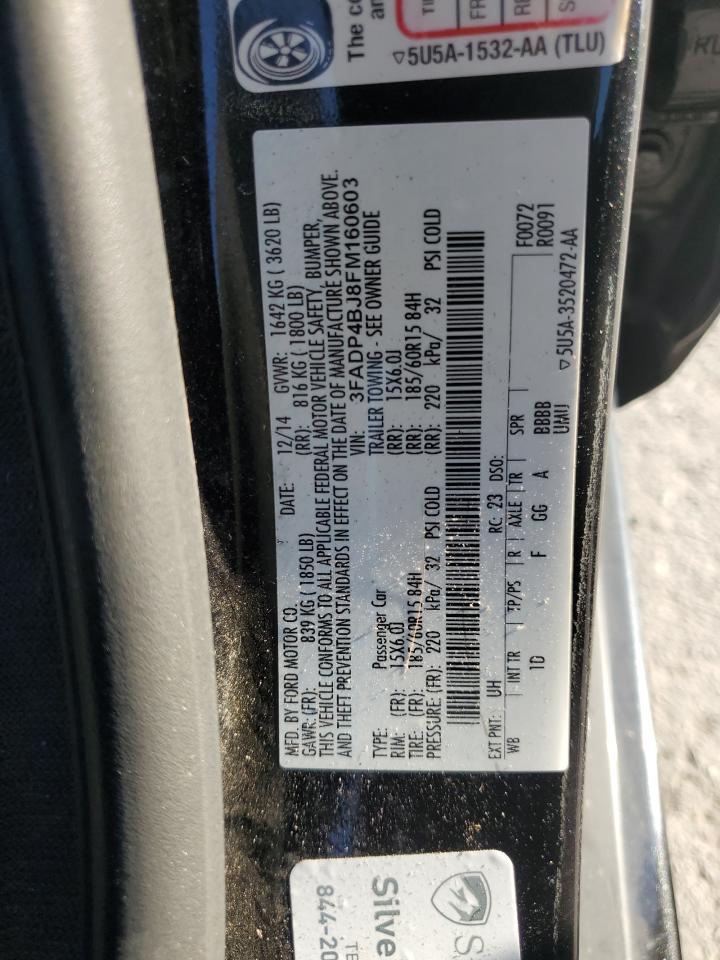 The co
an
TI
FR
RE
S
▽5U5A-1532-AA (TLU)
MFD. BY FORD MOTOR CO.
DATE: 12/14 GVWR: 1642 KG ( 3620 LB)
GAWR: (FR): 839 KG ( 1850 LB) (RR): 816 KG ( 1800 LB)
THIS VEHICLE CONFORMS TO ALL APPLICABLE FEDERAL MOTOR VEHICLE SAFETY, BUMPER,
AND THEFT PREVENTION STANDARDS IN EFFECT ON THE DATE OF MANUFACTURE SHOWN ABOVE.
VIN: 3FADP4BJ8FM160603
TYPE: Passenger Car TRAILER TOWING - SEE OWNER GUIDE
RIM: (FR): 15X6.0J (RR): 15X6.0J
TIRE: (FR): 185/60R15 84H (RR): 185/60R15 84H
PRESSURE: (FR): 220 kPa/ 32 PSI COLD (RR): 220 kPa/ 32 PSI COLD
EXT PNT: UH RC: 23 DSO: F0072
WB INT TR TP/PS R AXLE TR SPR R0091
1D F GG A BBBB
UMU
▽5U5A-3520472-AA
844-20
Silve
S